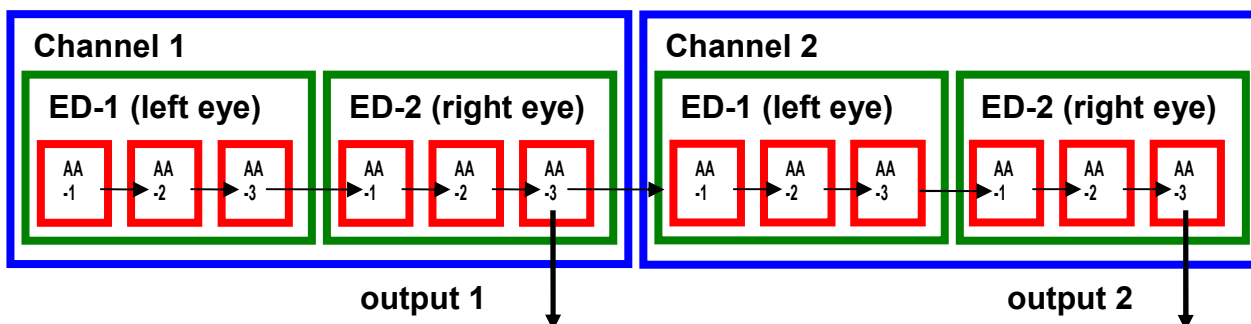 Channel 1
ED-1 (left eye)
AA
-1
AA
-2
AA
-3
ED-2 (right eye)
AA
-1
AA
-2
AA
-3
output 1
Channel 2
ED-1 (left eye)
AA
-1
AA
-2
AA
-3
ED-2 (right eye)
AA
-1
AA
-2
AA
-3
output 2